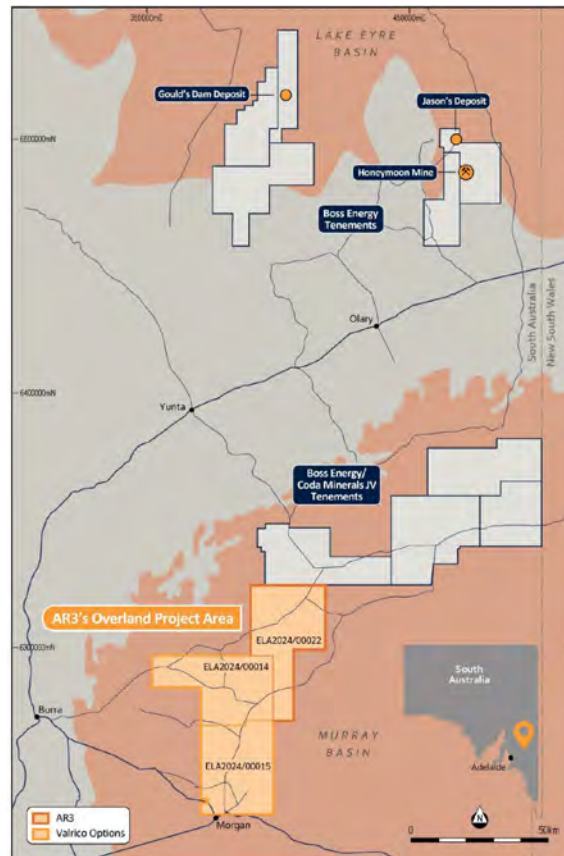 350000mE
450000mE
LAKE EYRE
BASIN
Gould's Dam Deposit
Jason's Deposit
6500000mN
Honeymoon Mine
Boss Energy
Tenements
South Australia
New South Wales
Olary
6400000mN
Yunta
Boss Energy/
Coda Minerals JV
Tenements
AR3's Overland Project Area
ELA2024/00022
6300000mN
ELA2024/00014
South
Australia
Burra
MURRAY
BASIN
ELA2024/00015
Adelaide
AR3
Valrico Options
Morgan
N
50km
0